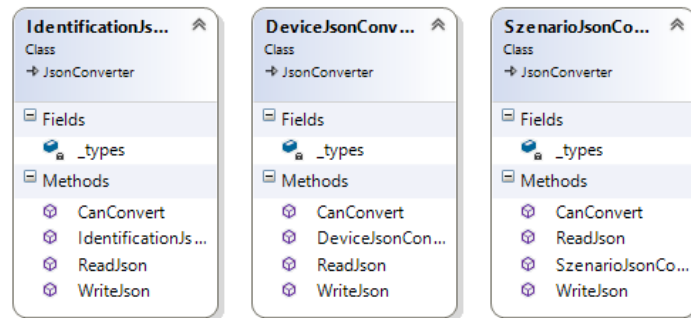 IdentificationJs...
Class
JsonConverter
Fields
_types
Methods
CanConvert
IdentificationJs...
ReadJson
WriteJson
DeviceJsonConv...
Class
JsonConverter
Fields
_types
Methods
CanConvert
DeviceJsonCon...
ReadJson
WriteJson
SzenarioJsonCo...
Class
JsonConverter
Fields
_types
Methods
CanConvert
ReadJson
SzenarioJsonCo...
WriteJson